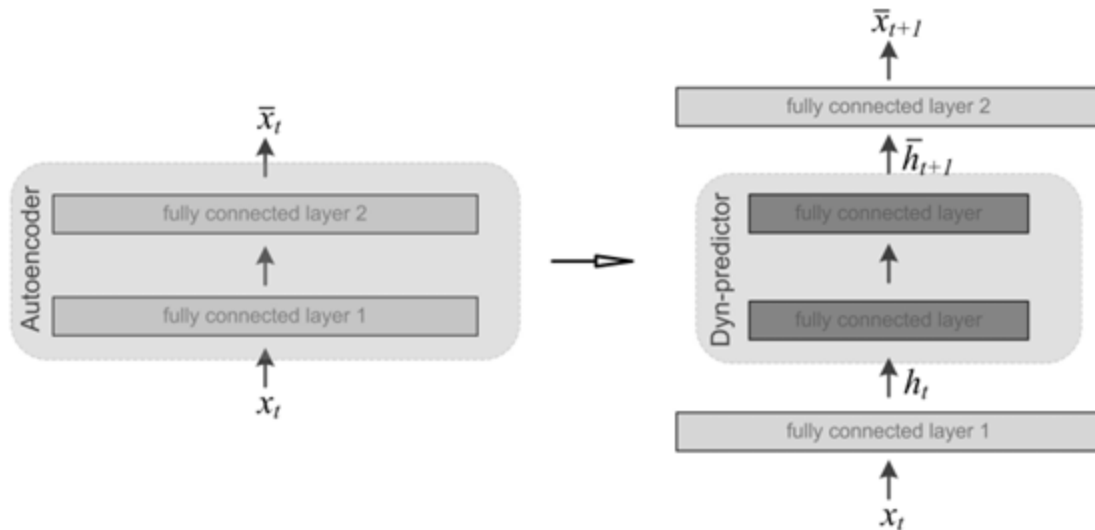 x̄ₜ
Autoencoder
fully connected layer 2
fully connected layer 1
xₜ
x̄ₜ₊₁
fully connected layer 2
h̄ₜ₊₁
Dyn-predictor
fully connected layer
fully connected layer
hₜ
fully connected layer 1
xₜ